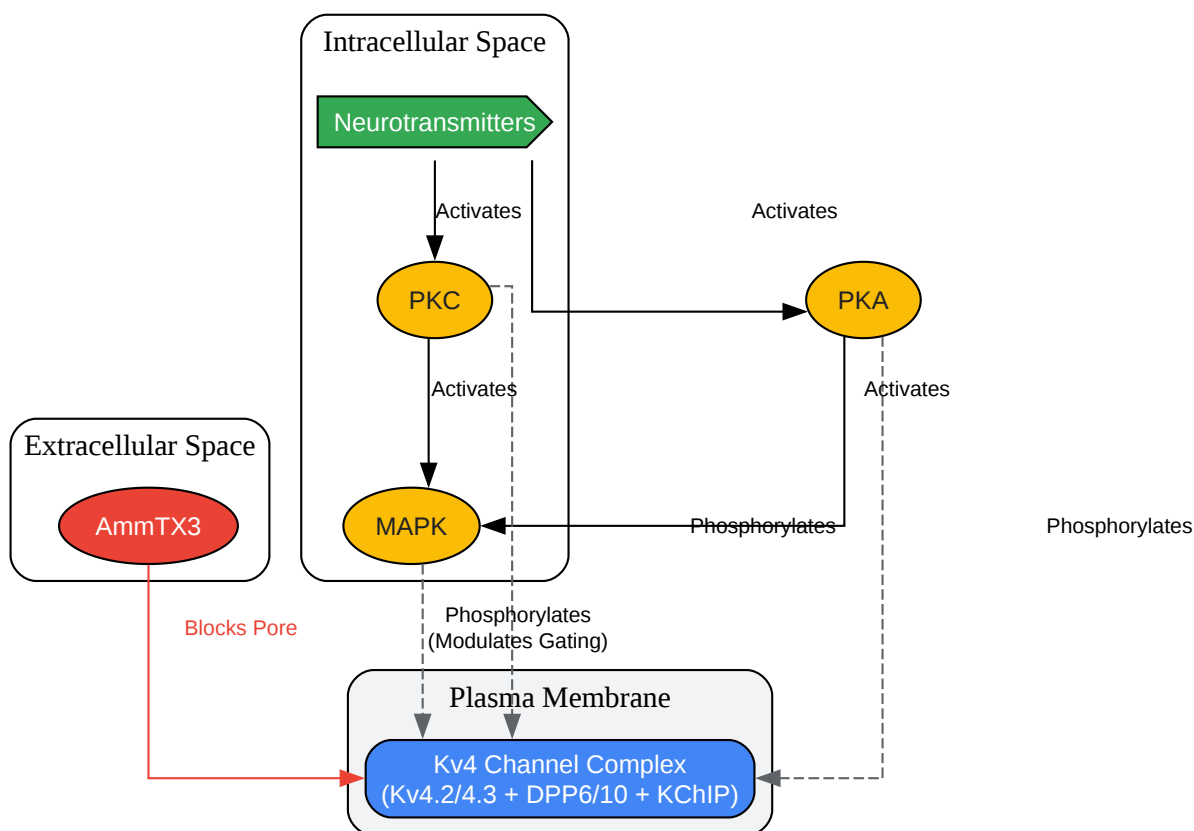 Intracellular Space
Neurotransmitters
Activates
Activates
PKC
PKA
Activates
Activates
Extracellular Space
AmmTX3
MAPK
Phosphorylates
Phosphorylates
Blocks Pore
Phosphorylates
(Modulates Gating)
Plasma Membrane
Kv4 Channel Complex
(Kv4.2/4.3 + DPP6/10 + KChIP)